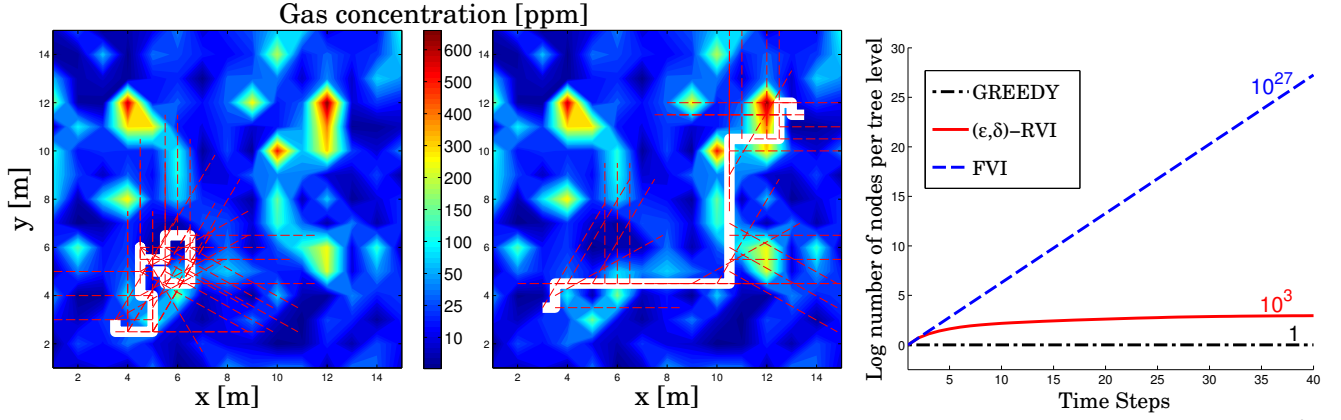 Gas concentration [ppm]
y [m]
14
12
10
8
6
4
2
2 4 6 8 10 12 14
x [m]
600
500
400
300
250
200
150
100
50
25
10
14
12
10
8
6
4
2
2 4 6 8 10 12 14
x [m]
Log number of nodes per tree level
30
25
20
15
10
5
0
GREEDY
(ε,δ)−RVI
FVI
10^27
10^3
1
5 10 15 20 25 30 35 40
Time Steps